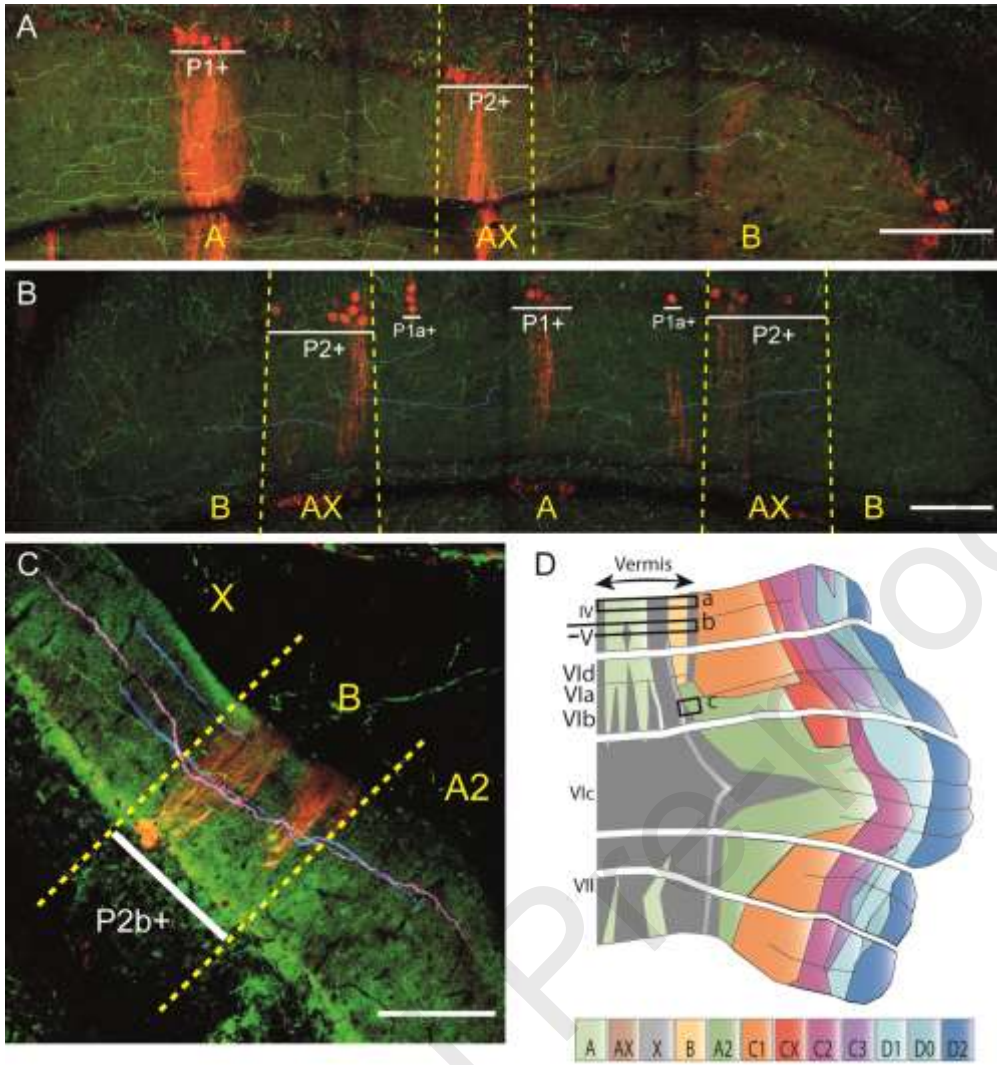 A
P1+
P2+
A
AX
B
B
P2+
P1a+
P1+
P1a+
P2+
B
AX
A
AX
B
C
X
B
A2
P2b+
D
Vermis
IV
a
b
V
VId
VIa
c
VIb
VIc
VII
A AX X B A2 C1 CX C2 C3 D1 D0 D2